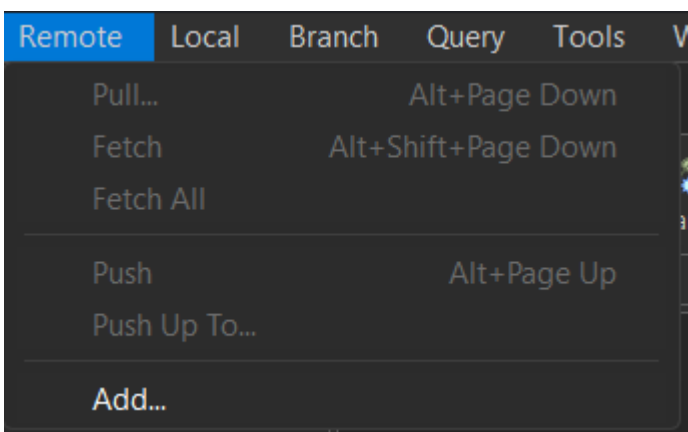 Remote Local Branch Query Tools
Pull... Alt+Page Down
Fetch Alt+Shift+Page Down
Fetch All
Push Alt+Page Up
Push Up To...
Add...